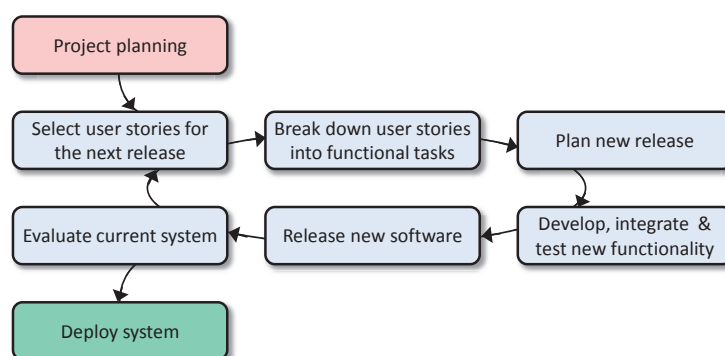 Project planning
Select user stories for
the next release
Break down user stories
into functional tasks
Plan new release
Evaluate current system
Release new software
Develop, integrate &
test new functionality
Deploy system